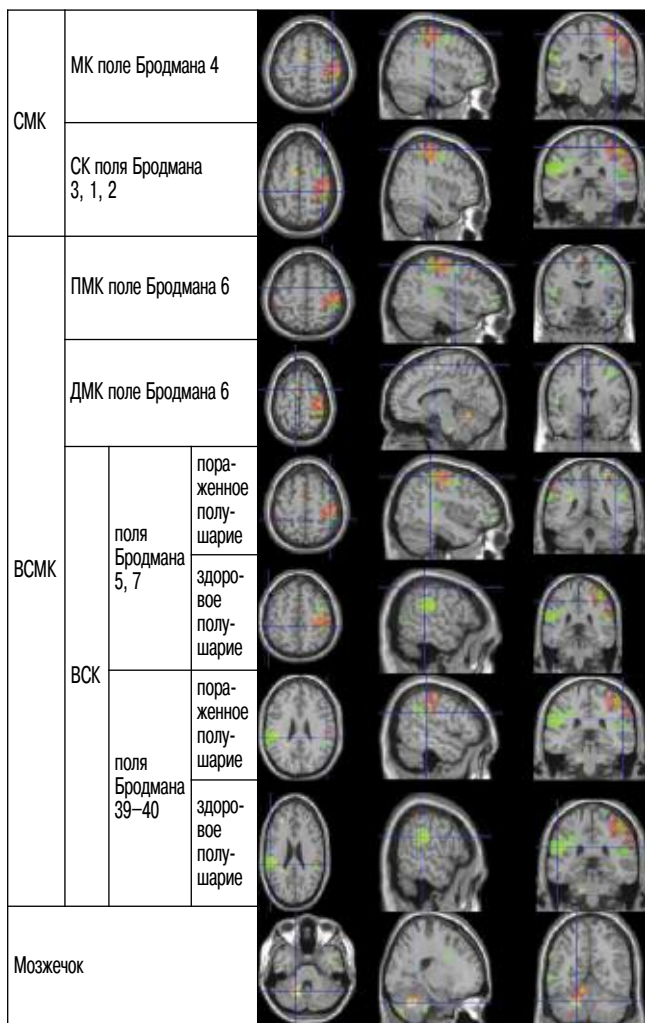 СМК
МК поле Бродмана 4
СК поля Бродмана
3, 1, 2
ВСМК
ПМК поле Бродмана 6
ДМК поле Бродмана 6
ВСК
поля
Бродмана
5, 7
пора-
женное
полу-
шарие
здоро-
вое
полу-
шарие
поля
Бродмана
39–40
пора-
женное
полу-
шарие
здоро-
вое
полу-
шарие
Мозжечок